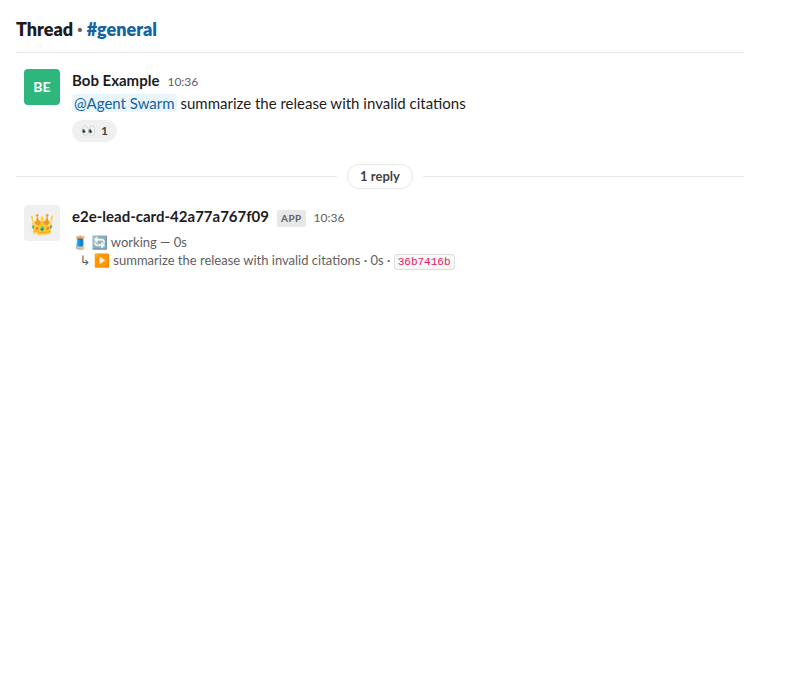 Thread • #general
BE
Bob Example 10:36
@Agent Swarm summarize the release with invalid citations
👀 1
1 reply
e2e-lead-card-42a77a767f09 APP 10:36
🧵 🔄 working — 0s
↳ ▶️ summarize the release with invalid citations · 0s · 36b7416b